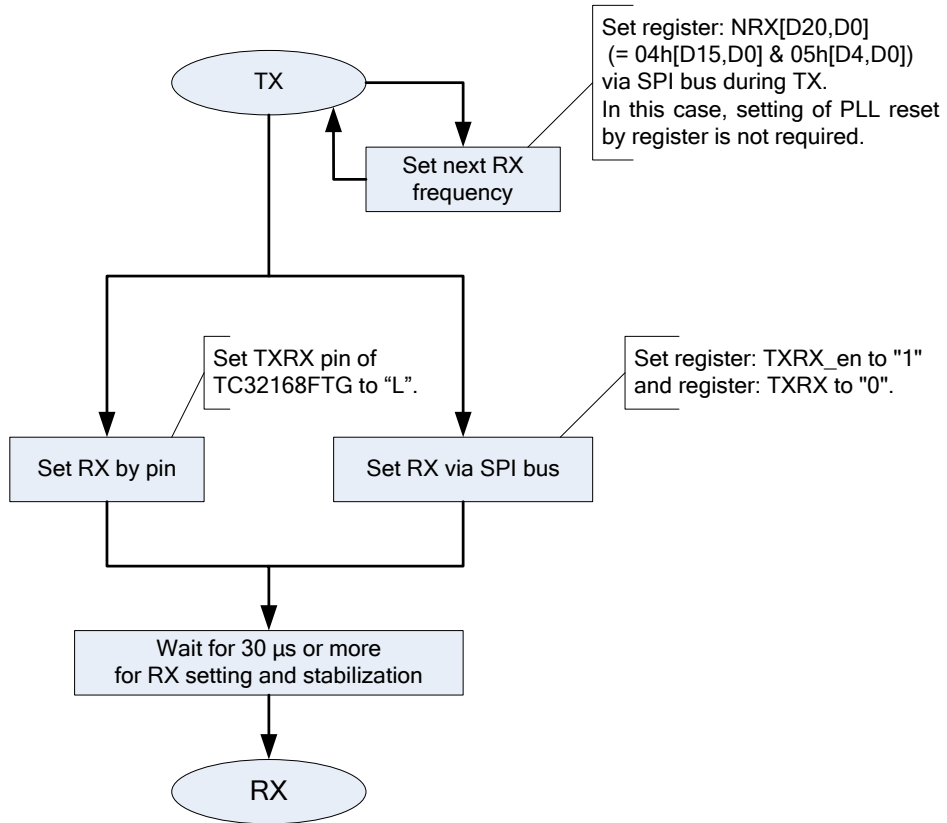 Set register: NRX[D20,D0]
(= 04h[D15,D0] & 05h[D4,D0])
via SPI bus during TX.
In this case, setting of PLL reset
by register is not required.
TX
Set next RX
frequency
Set TXRX pin of
TC32168FTG to “L”.
Set register: TXRX_en to "1"
and register: TXRX to "0".
Set RX by pin
Set RX via SPI bus
Wait for 30 μs or more
for RX setting and stabilization
RX